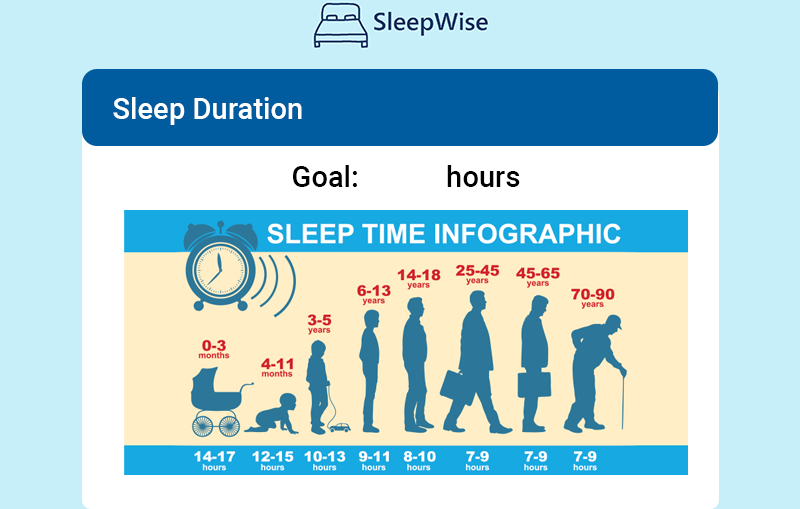 SleepWise
Sleep Duration
Goal: hours
SLEEP TIME INFOGRAPHIC
0-3
months
4-11
months
3-5
years
6-13
years
14-18
years
25-45
years
45-65
years
70-90
years
14-17 12-15 10-13 9-11 8-10 7-9 7-9 7-9
hours hours hours hours hours hours hours hours